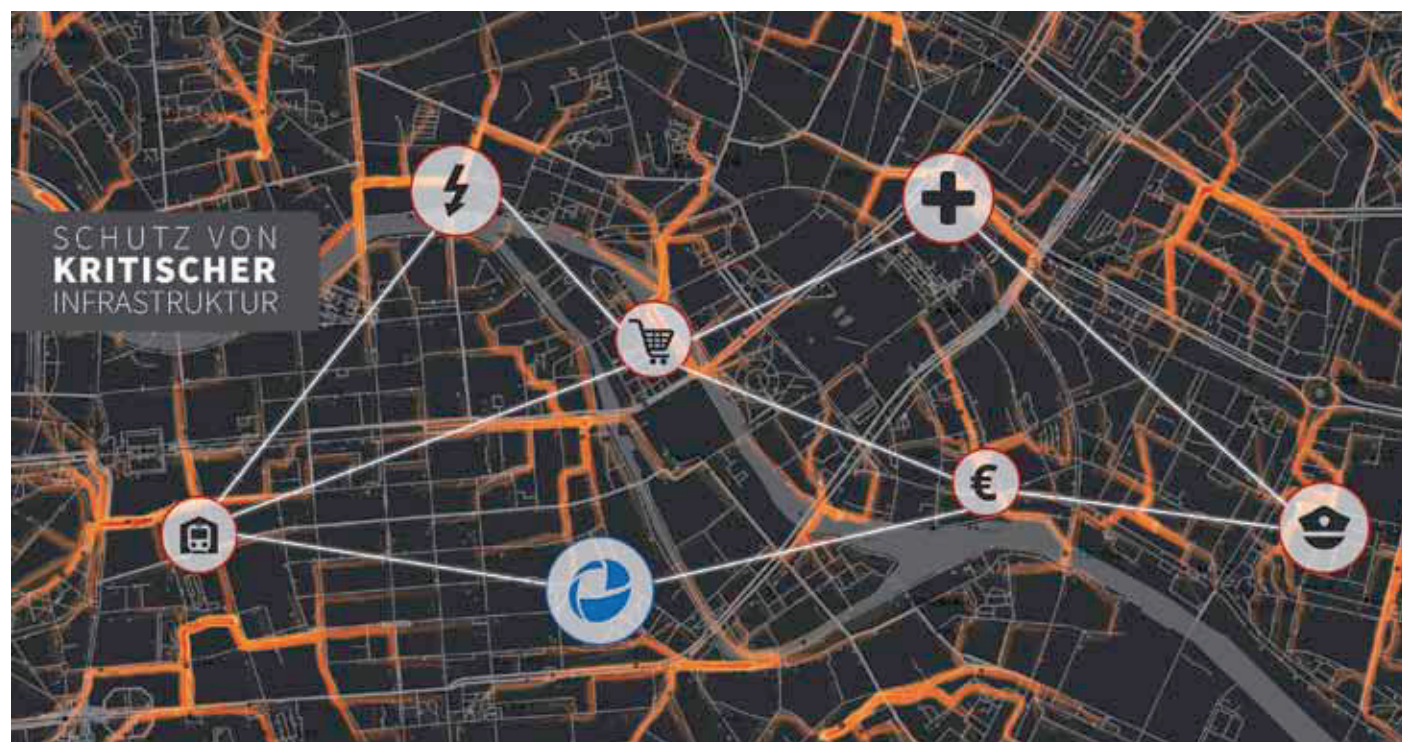 SCHUTZ VON
KRITISCHER
INFRASTRUKTUR
€